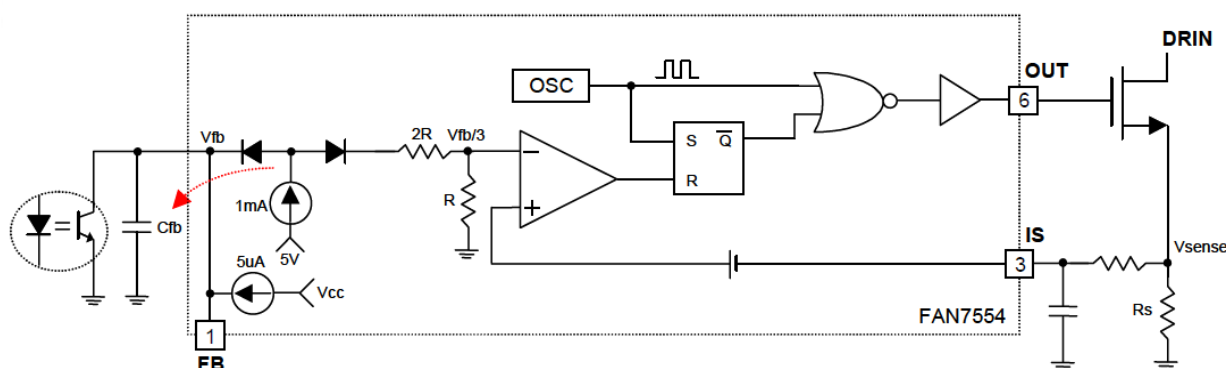 DRIN
OSC
OUT
6
Vfb
2R
Vfb/3
S
Q
R
−
+
R
1mA
5V
Cfb
=
5uA
Vcc
IS
3
Vsense
Rs
FAN7554
1
FB